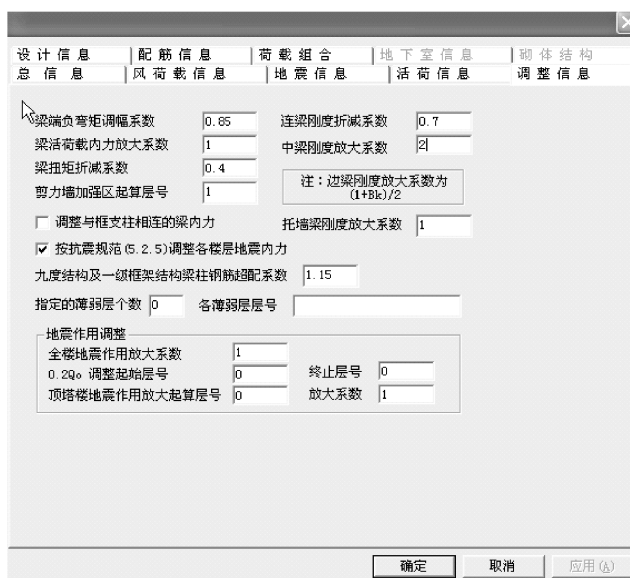 设计信息 配筋信息 荷载组合 地下室信息 砌体结构
总信息 风荷载信息 地震信息 活荷信息 调整信息
梁端负弯矩调幅系数 0.85 连梁刚度折减系数 0.7
梁活荷载内力放大系数 1 中梁刚度放大系数 2
梁扭矩折减系数 0.4
注：边梁刚度放大系数为
(1+Bk)/2
剪力墙加强区起算层号 1
调整与框支柱相连的梁内力 托墙梁刚度放大系数 1
按抗震规范(5.2.5)调整各楼层地震内力
九度结构及一级框架结构梁柱钢筋超配系数 1.15
指定的薄弱层个数 0 各薄弱层层号
地震作用调整
全楼地震作用放大系数 1
0.2Qo 调整起始层号 0 终止层号 0
顶塔楼地震作用放大起算层号 0 放大系数 1
确定 取消 应用(A)